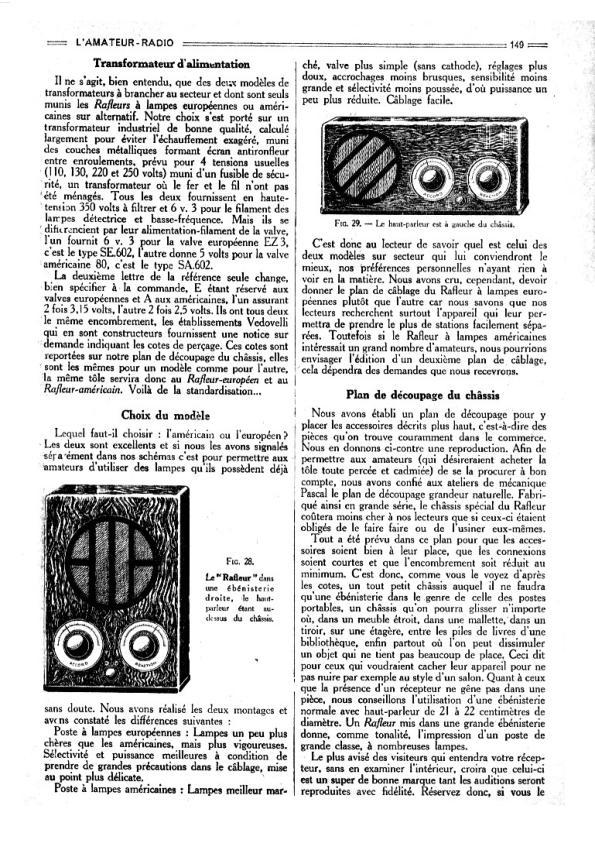 L'AMATEUR-RADIO
149
Transformateur d'alimentation
Il ne s'agit, bien entendu, que des deux modèles de
transformateurs à brancher au secteur et dont sont seuls
munis les Rafleurs à lampes européennes ou améri-
caines sur alternatif. Notre choix s'est porté sur un
transformateur industriel de bonne qualité, calculé
largement pour éviter l'échauffement exagéré, muni
des couches métalliques formant écran antironfleur
entre enroulements, prévu pour 4 tensions usuelles
(110, 130, 220 et 250 volts) muni d'un fusible de sécu-
rité, un transformateur où le fer et le fil n'ont pas
été ménagés. Tous les deux fournissent en haute-
tension 350 volts à filtrer et 6 v. 3 pour le filament des
lampes détectrice et basse-fréquence. Mais ils se
différencient par leur alimentation-filament de la valve,
l'un fournit 6 v. 3 pour la valve européenne EZ 3,
c'est le type SE.602, l'autre donne 5 volts pour la valve
américaine 80, c'est le type SA.602.
La deuxième lettre de la référence seule change,
bien spécifier à la commande, E étant réservé aux
valves européennes et A aux américaines, l'un assurant
2 fois 3,15 volts, l'autre 2 fois 2,5 volts. Ils ont tous deux
le même encombrement, les établissements Vedovelli
qui en sont constructeurs fournissent une notice sur
demande indiquant les cotes de perçage. Ces cotes sont
reportées sur notre plan de découpage du châssis, elles
sont les mêmes pour un modèle comme pour l'autre,
la même tôle servira donc au Rafleur-européen et au
Rafleur-américain. Voilà de la standardisation...
Choix du modèle
Lequel faut-il choisir : l'américain ou l'européen ?
Les deux sont excellents et si nous les avons signalés
séparément dans nos schémas c'est pour permettre aux
amateurs d'utiliser des lampes qu'ils possèdent déjà
FIG. 28.
Le "Rafleur" dans
une ébénisterie
droite, le haut-
parleur étant au-
dessus du châssis.
RECORD
REACTION
sans doute. Nous avons réalisé les deux montages et
avons constaté les différences suivantes :
Poste à lampes européennes : Lampes un peu plus
chères que les américaines, mais plus vigoureuses.
Sélectivité et puissance meilleures à condition de
prendre de grandes précautions dans le câblage, mise
au point plus délicate.
Poste à lampes américaines : Lampes meilleur mar-
ché, valve plus simple (sans cathode), réglages plus
doux, accrochages moins brusques, sensibilité moins
grande et sélectivité moins poussée, d'où puissance un
peu plus réduite. Câblage facile.
FIG. 29. — Le haut-parleur est à gauche du châssis.
C'est donc au lecteur de savoir quel est celui des
deux modèles sur secteur qui lui conviendront le
mieux, nos préférences personnelles n'ayant rien à
voir en la matière. Nous avons cru, cependant, devoir
donner le plan de câblage du Rafleur à lampes euro-
péennes plutôt que l'autre car nous savons que nos
lecteurs recherchent surtout l'appareil qui leur per-
mettra de prendre le plus de stations facilement sépa-
rées. Toutefois si le Rafleur à lampes américaines
intéressait un grand nombre d'amateurs, nous pourrions
envisager l'édition d'un deuxième plan de câblage,
cela dépendra des demandes que nous recevrons.
Plan de découpage du châssis
Nous avons établi un plan de découpage pour y
placer les accessoires décrits plus haut, c'est-à-dire des
pièces qu'on trouve couramment dans le commerce.
Nous en donnons ci-contre une reproduction. Afin de
permettre aux amateurs (qui désireraient acheter la
tôle toute percée et cadmiée) de se la procurer à bon
compte, nous avons confié aux ateliers de mécanique
Pascal le plan de découpage grandeur naturelle. Fabri-
qué ainsi en grande série, le châssis spécial du Rafleur
coûtera moins cher à nos lecteurs que si ceux-ci étaient
obligés de le faire faire ou de l'usiner eux-mêmes.
Tout a été prévu dans ce plan pour que les acces-
soires soient bien à leur place, que les connexions
soient courtes et que l'encombrement soit réduit au
minimum. C'est donc, comme vous le voyez d'après
les cotes, un tout petit châssis auquel il ne faudra
qu'une ébénisterie dans le genre de celle des postes
portables, un châssis qu'on pourra glisser n'importe
où, dans un meuble étroit, dans une mallette, dans un
tiroir, sur une étagère, entre les piles de livres d'une
bibliothèque, enfin partout où l'on peut dissimuler
un objet qui ne tient pas beaucoup de place. Ceci dit
pour ceux qui voudraient cacher leur appareil pour ne
pas nuire par exemple au style d'un salon. Quant à ceux
que la présence d'un récepteur ne gêne pas dans une
pièce, nous conseillons l'utilisation d'une ébénisterie
normale avec haut-parleur de 21 à 22 centimètres de
diamètre. Un Rafleur mis dans une grande ébénisterie
donne, comme tonalité, l'impression d'un poste de
grande classe, à nombreuses lampes.
Le plus avisé des visiteurs qui entendra votre récep-
teur, sans en examiner l'intérieur, croira que celui-ci
est un super de bonne marque tant les auditions seront
reproduites avec fidélité. Réservez donc, si vous le